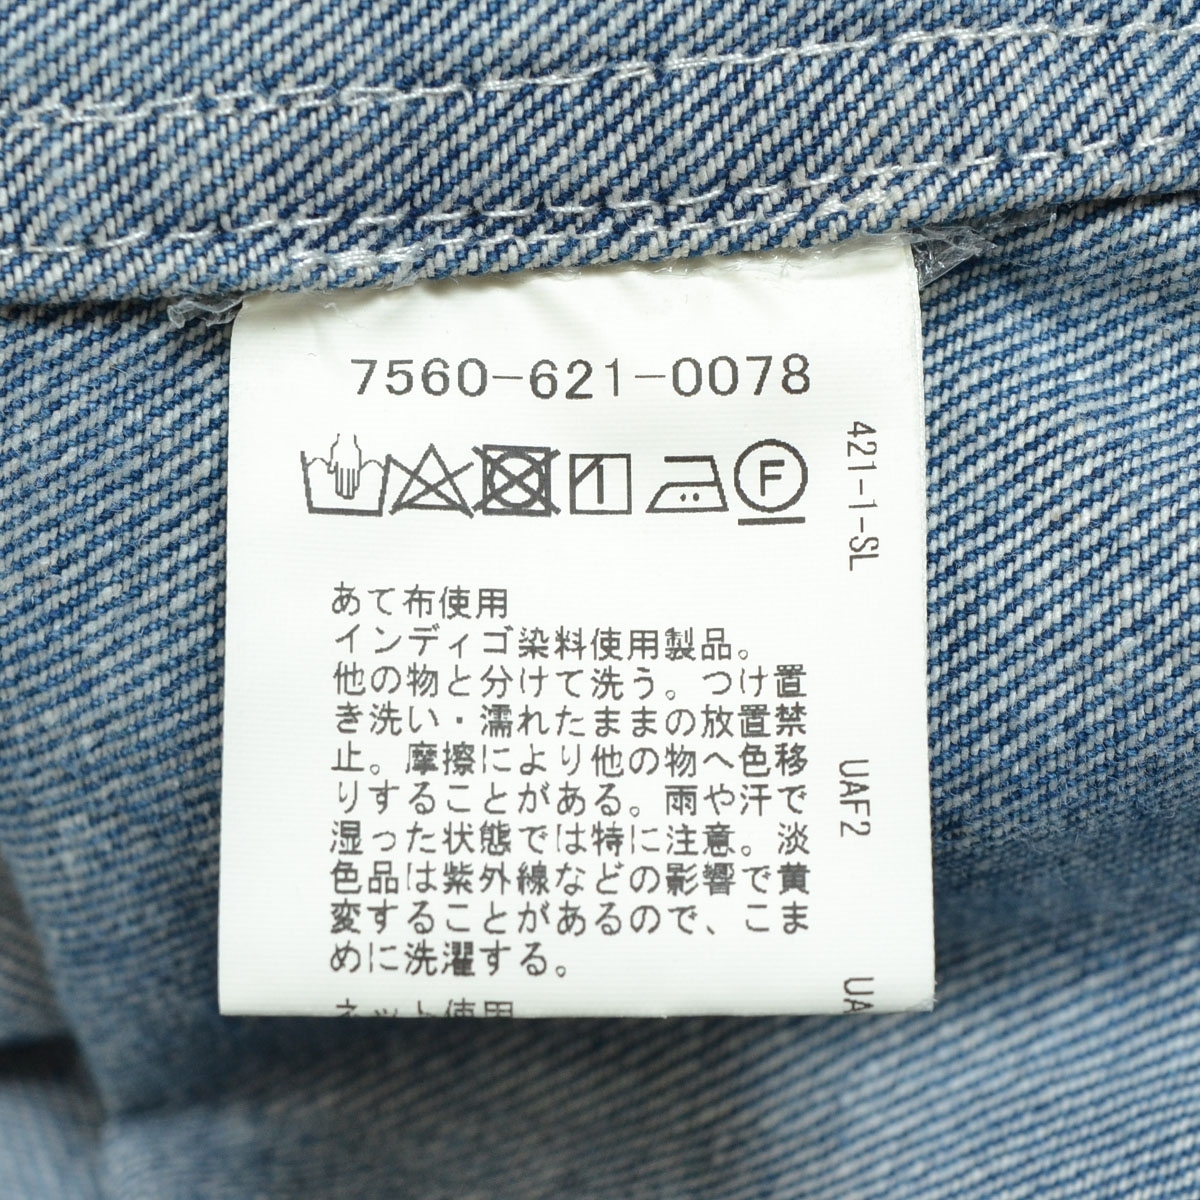 7560-621-0078
F
あて布使用
インディゴ染料使用製品。
他の物と分けて洗う。つけ置
き洗い・濡れたままの放置禁
止。摩擦により他の物へ色移
りすることがある。雨や汗で
湿った状態では特に注意。淡
色品は紫外線などの影響で黄
変することがあるので、こま
めに洗濯する。
ネット使用
421-1-SL
UAF2
UA